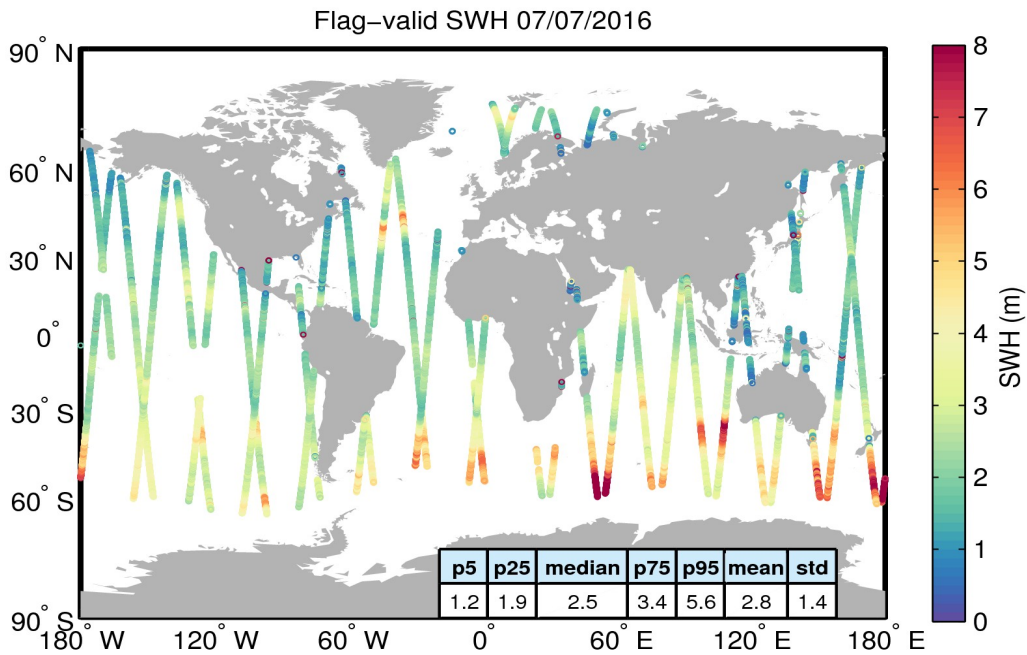 Flag−valid SWH 07/07/2016
90° N
60° N
30° N
0°
30° S
60° S
90° S
180° W
120° W
60° W
0°
60° E
120° E
180° E
p5 p25 median p75 p95 mean std
1.2 1.9 2.5 3.4 5.6 2.8 1.4
8
7
6
5
4
3
2
1
0
SWH (m)